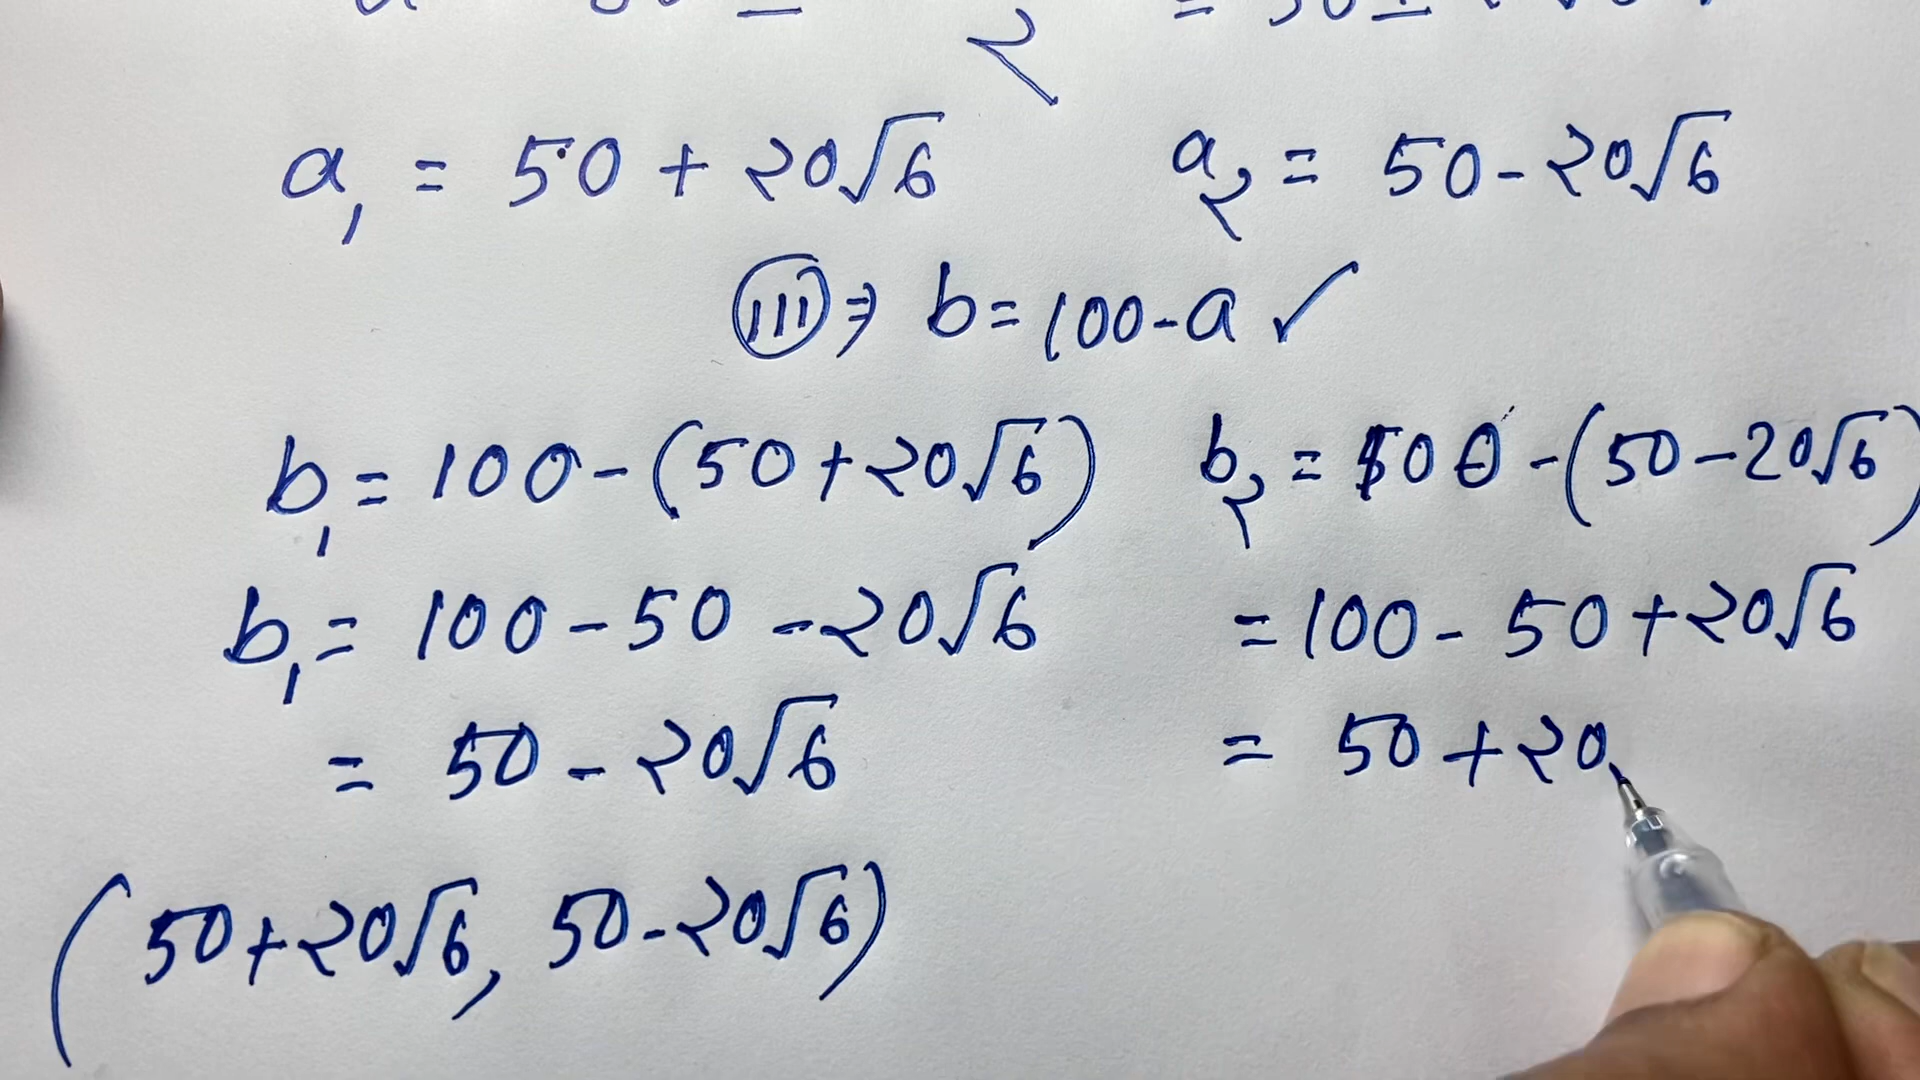 2
a₁ = 50 + 20√6 a₂ = 50 - 20√6
(III) ⇒ b = 100 - a ✓
b₁ = 100 - (50 + 20√6) b₂ = 100 - (50 - 20√6)
b₁ = 100 - 50 - 20√6 = 100 - 50 + 20√6
= 50 - 20√6 = 50 + 20
(50 + 20√6, 50 - 20√6)